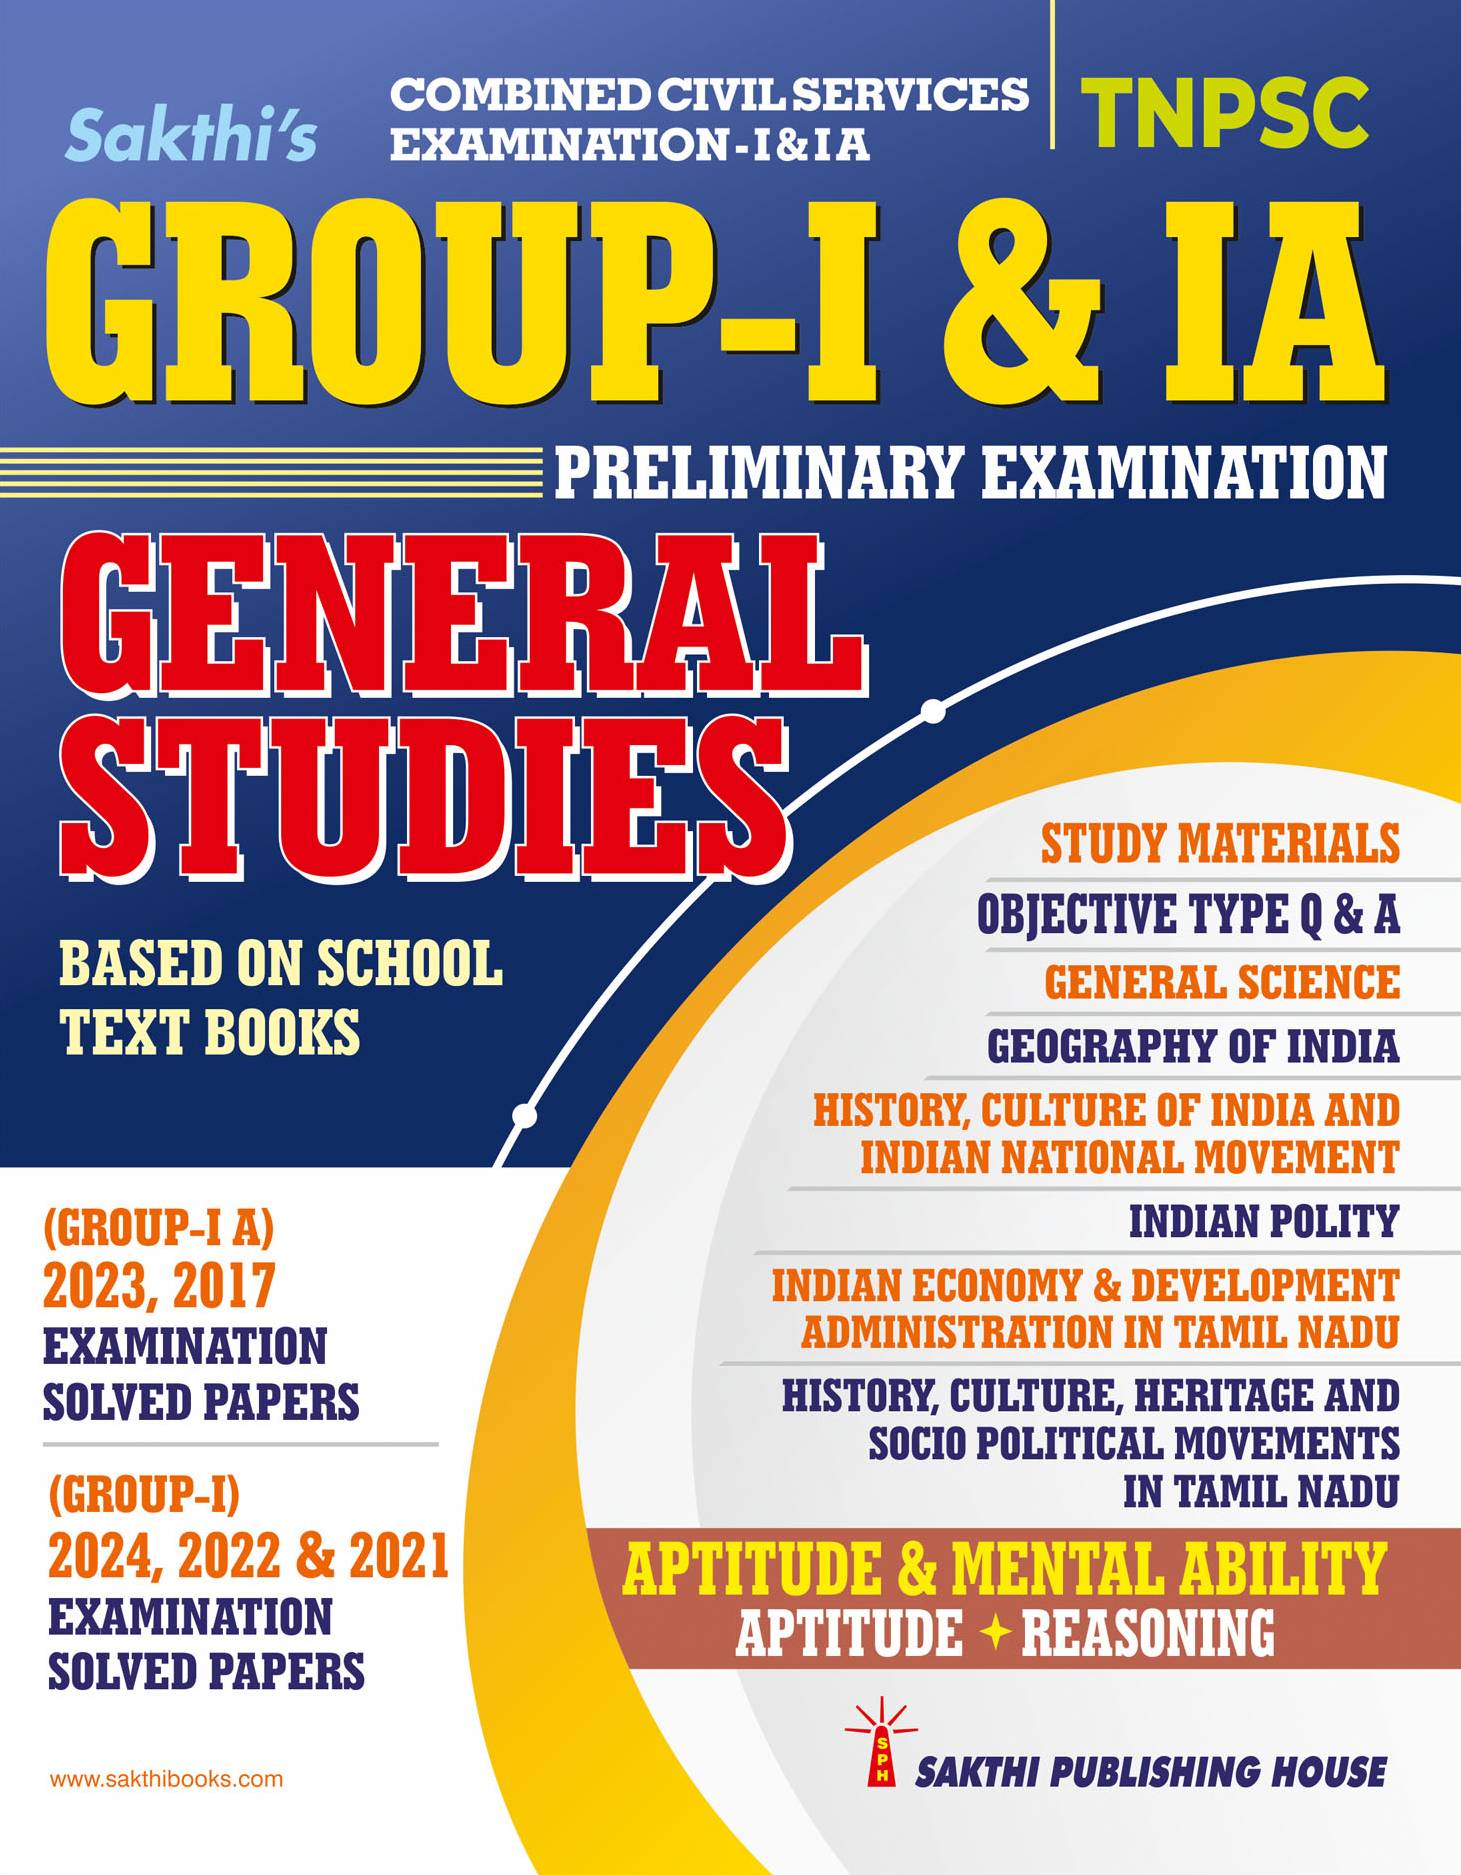 Sakthi's
COMBINED CIVIL SERVICES
EXAMINATION - I & I A
TNPSC
GROUP-I & IA
PRELIMINARY EXAMINATION
GENERAL
STUDIES
BASED ON SCHOOL
TEXT BOOKS
STUDY MATERIALS
OBJECTIVE TYPE Q & A
GENERAL SCIENCE
GEOGRAPHY OF INDIA
HISTORY, CULTURE OF INDIA AND
INDIAN NATIONAL MOVEMENT
INDIAN POLITY
INDIAN ECONOMY & DEVELOPMENT
ADMINISTRATION IN TAMIL NADU
HISTORY, CULTURE, HERITAGE AND
SOCIO POLITICAL MOVEMENTS
IN TAMIL NADU
APTITUDE & MENTAL ABILITY
APTITUDE ✦ REASONING
(GROUP-I A)
2023, 2017
EXAMINATION
SOLVED PAPERS
(GROUP-I)
2024, 2022 & 2021
EXAMINATION
SOLVED PAPERS
www.sakthibooks.com
SPH
SAKTHI PUBLISHING HOUSE